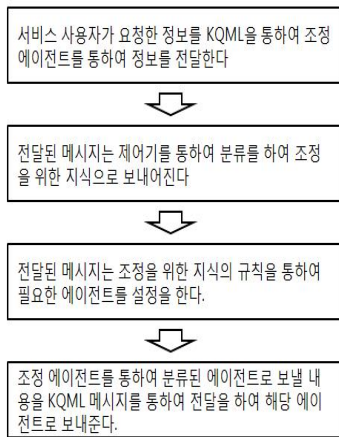 서비스 사용자가 요청한 정보를 KQML을 통하여 조정
에이전트를 통하여 정보를 전달한다
전달된 메시지는 제어기를 통하여 분류를 하여 조정
을 위한 지식으로 보내어진다
전달된 메시지는 조정을 위한 지식의 규칙을 통하여
필요한 에이전트를 설정을 한다.
조정 에이전트를 통하여 분류된 에이전트로 보낼 내
용을 KQML 메시지를 통하여 전달을 하여 해당 에이
전트로 보내준다.